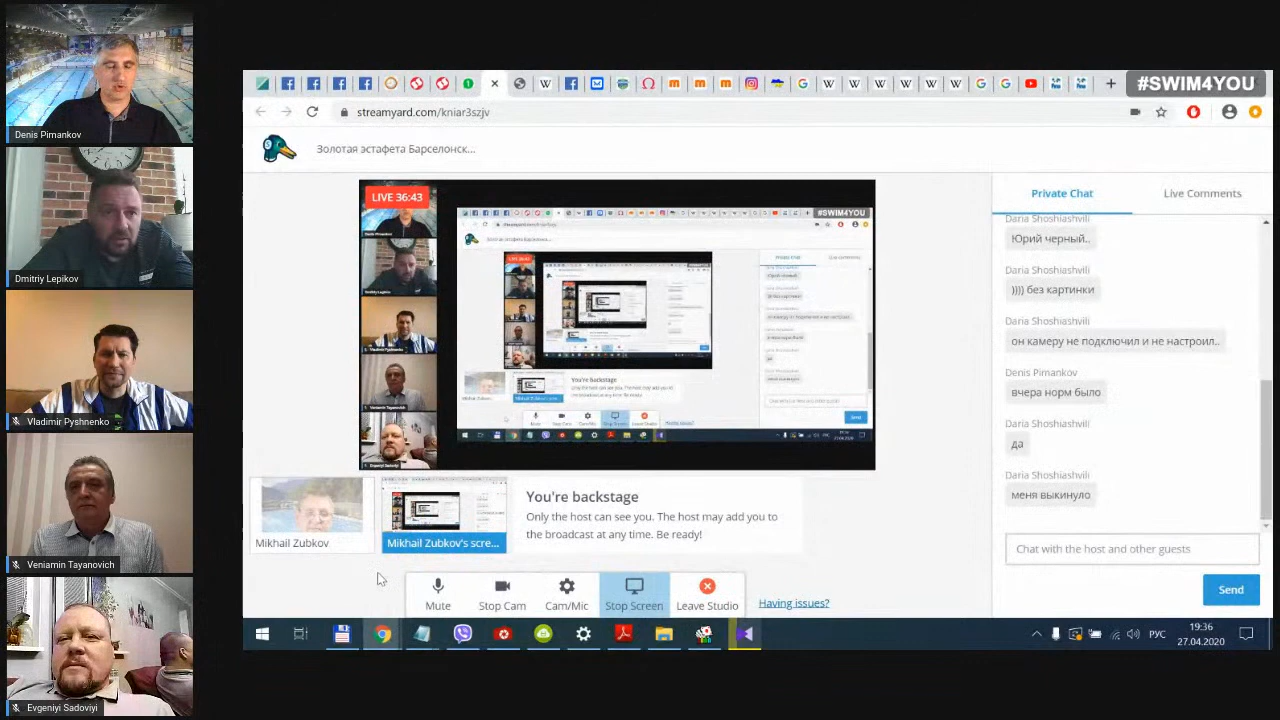 Denis Pimankov
Dmitriy Lepikov
Vladimir Pyshnenko
Veniamin Tayanovich
Evgeniyi Sadoviyi
#SWIM4YOU
streamyard.com/kniar3szjv
Золотая эстафета Барселонск...
LIVE 36:43
#SWIM4YOU
You're backstage
Mikhail Zubkov
Mikhail Zubkov's scre...
You're backstage
Only the host can see you. The host may add you to
the broadcast at any time. Be ready!
Mute
Stop Cam
Cam/Mic
Stop Screen
Leave Studio
Having issues?
Private Chat
Live Comments
Daria Shoshiashvili
Юрий черный..
Daria Shoshiashvili
)))) без картинки
Daria Shoshiashvili
он камеру не подключил и не настроил..
Denis Pimankov
вчера норм было
Daria Shoshiashvili
да
Daria Shoshiashvili
меня выкинуло
Chat with the host and other guests
Send
РУС
19:36
27.04.2020